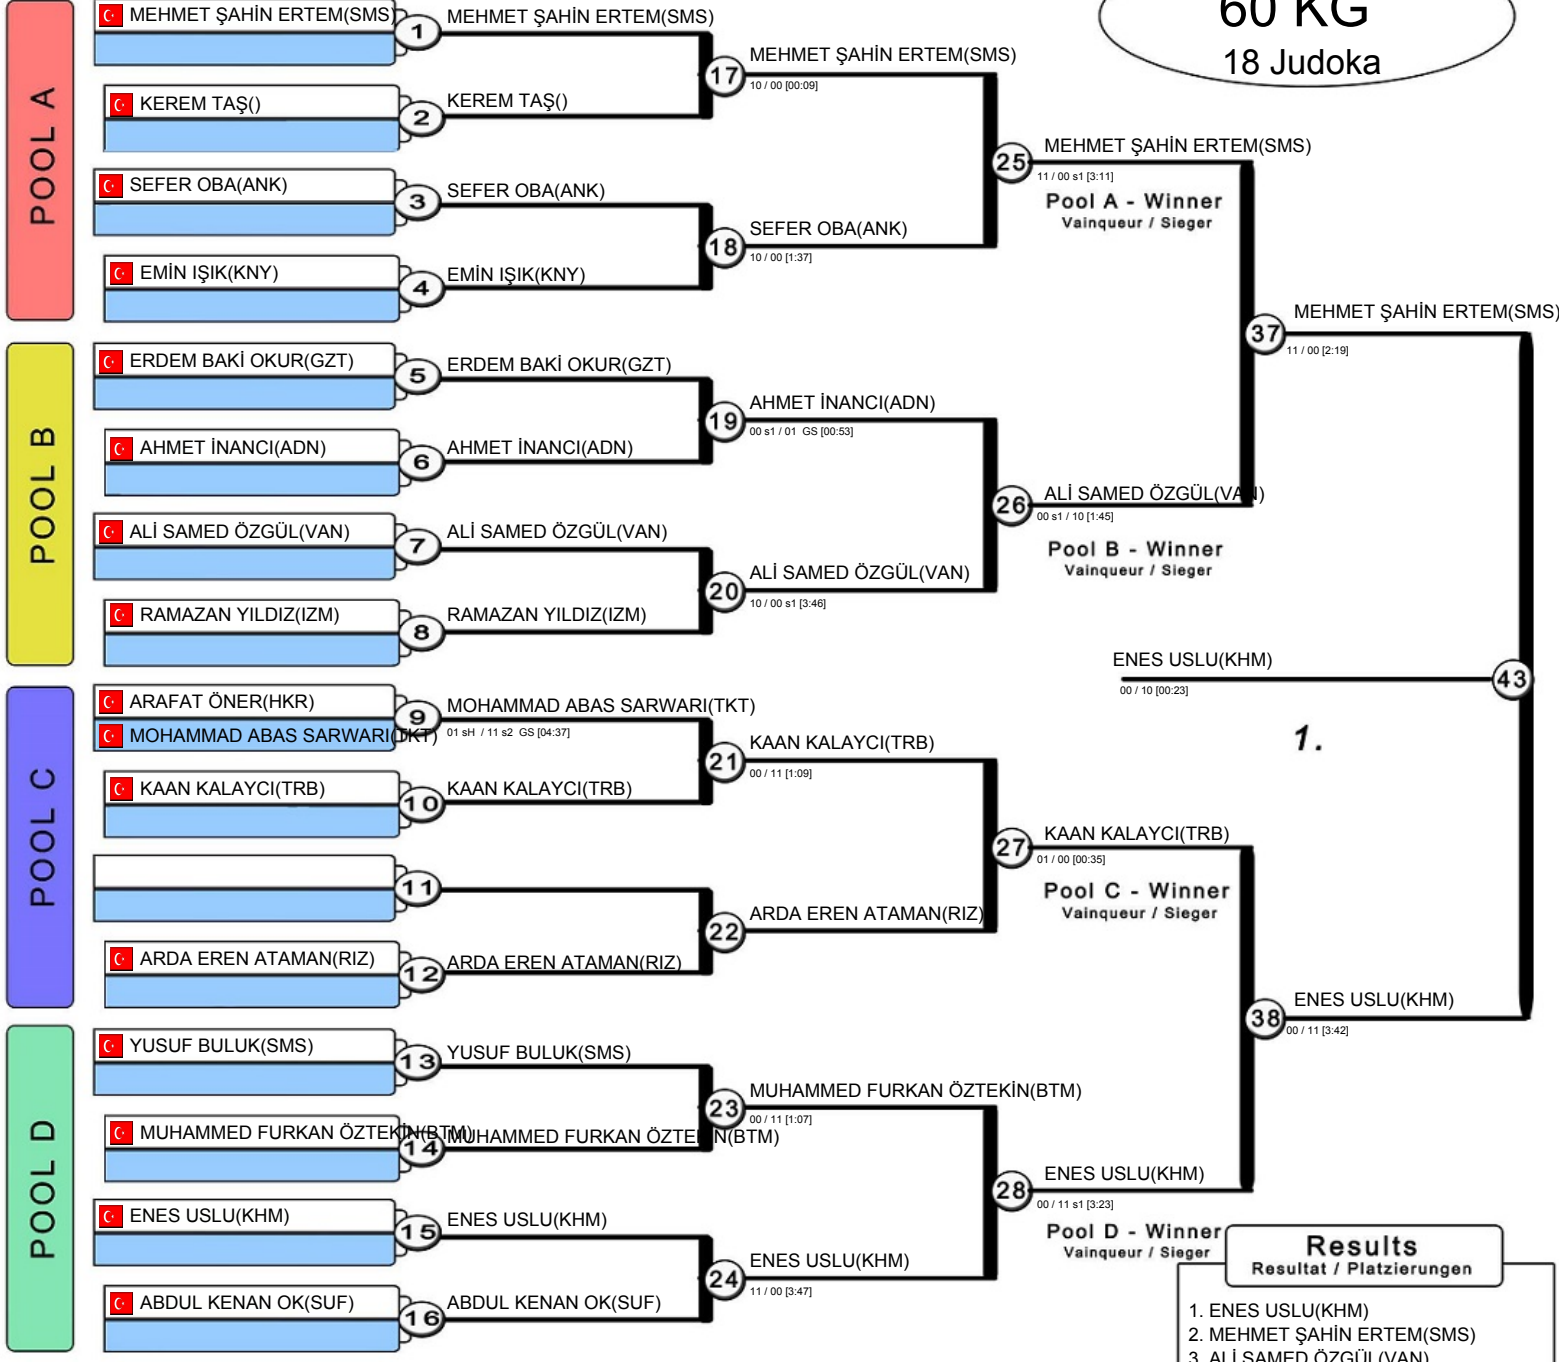 60 KG
18 Judoka
POOL A
MEHMET ŞAHİN ERTEM(SMS)
1
MEHMET ŞAHİN ERTEM(SMS)
KEREM TAŞ()
2
KEREM TAŞ()
17
MEHMET ŞAHİN ERTEM(SMS)
10 / 00 [00:09]
SEFER OBA(ANK)
3
SEFER OBA(ANK)
EMİN IŞIK(KNY)
4
EMİN IŞIK(KNY)
18
SEFER OBA(ANK)
10 / 00 [1:37]
25
MEHMET ŞAHİN ERTEM(SMS)
11 / 00 s1 [3:11]
Pool A - Winner
Vainqueur / Sieger
POOL B
ERDEM BAKİ OKUR(GZT)
5
ERDEM BAKİ OKUR(GZT)
AHMET İNANCI(ADN)
6
AHMET İNANCI(ADN)
19
AHMET İNANCI(ADN)
00 s1 / 01 GS [00:53]
ALİ SAMED ÖZGÜL(VAN)
7
ALİ SAMED ÖZGÜL(VAN)
RAMAZAN YILDIZ(IZM)
8
RAMAZAN YILDIZ(IZM)
20
ALİ SAMED ÖZGÜL(VAN)
10 / 00 s1 [3:46]
26
ALİ SAMED ÖZGÜL(VAN)
00 s1 / 10 [1:45]
Pool B - Winner
Vainqueur / Sieger
37
MEHMET ŞAHİN ERTEM(SMS)
11 / 00 [2:19]
POOL C
ARAFAT ÖNER(HKR)
MOHAMMAD ABAS SARWARI(TKT)
9
MOHAMMAD ABAS SARWARI(TKT)
01 sH / 11 s2 GS [04:37]
KAAN KALAYCI(TRB)
10
KAAN KALAYCI(TRB)
21
KAAN KALAYCI(TRB)
00 / 11 [1:09]
11
ARDA EREN ATAMAN(RIZ)
12
ARDA EREN ATAMAN(RIZ)
22
ARDA EREN ATAMAN(RIZ)
27
KAAN KALAYCI(TRB)
01 / 00 [00:35]
Pool C - Winner
Vainqueur / Sieger
POOL D
YUSUF BULUK(SMS)
13
YUSUF BULUK(SMS)
MUHAMMED FURKAN ÖZTEKİN(BTM)
14
MUHAMMED FURKAN ÖZTEKİN(BTM)
23
MUHAMMED FURKAN ÖZTEKİN(BTM)
00 / 11 [1:07]
ENES USLU(KHM)
15
ENES USLU(KHM)
ABDUL KENAN OK(SUF)
16
ABDUL KENAN OK(SUF)
24
ENES USLU(KHM)
11 / 00 [3:47]
28
ENES USLU(KHM)
00 / 11 s1 [3:23]
Pool D - Winner
Vainqueur / Sieger
38
ENES USLU(KHM)
00 / 11 [3:42]
ENES USLU(KHM)
43
00 / 10 [00:23]
1.
Results
Resultat / Platzierungen
1. ENES USLU(KHM)
2. MEHMET ŞAHİN ERTEM(SMS)
3. ALİ SAMED ÖZGÜL(VAN)